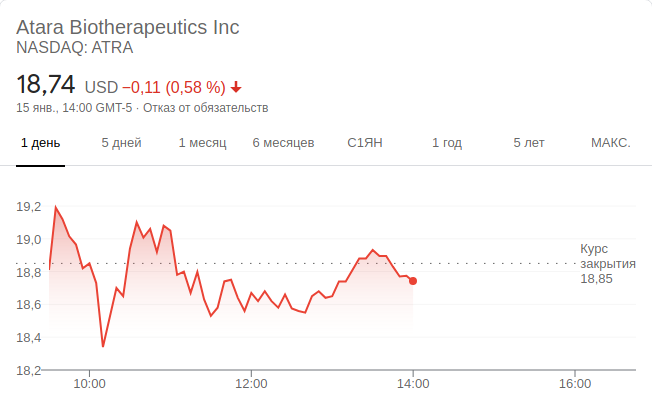 Atara Biotherapeutics Inc
NASDAQ: ATRA
18,74 USD −0,11 (0,58 %)
15 янв., 14:00 GMT-5 · Отказ от обязательств
1 день 5 дней 1 месяц 6 месяцев С1ЯН 1 год 5 лет МАКС.
19,2
19,0
18,8
18,6
18,4
18,2
Курс
закрытия
18,85
10:00 12:00 14:00 16:00